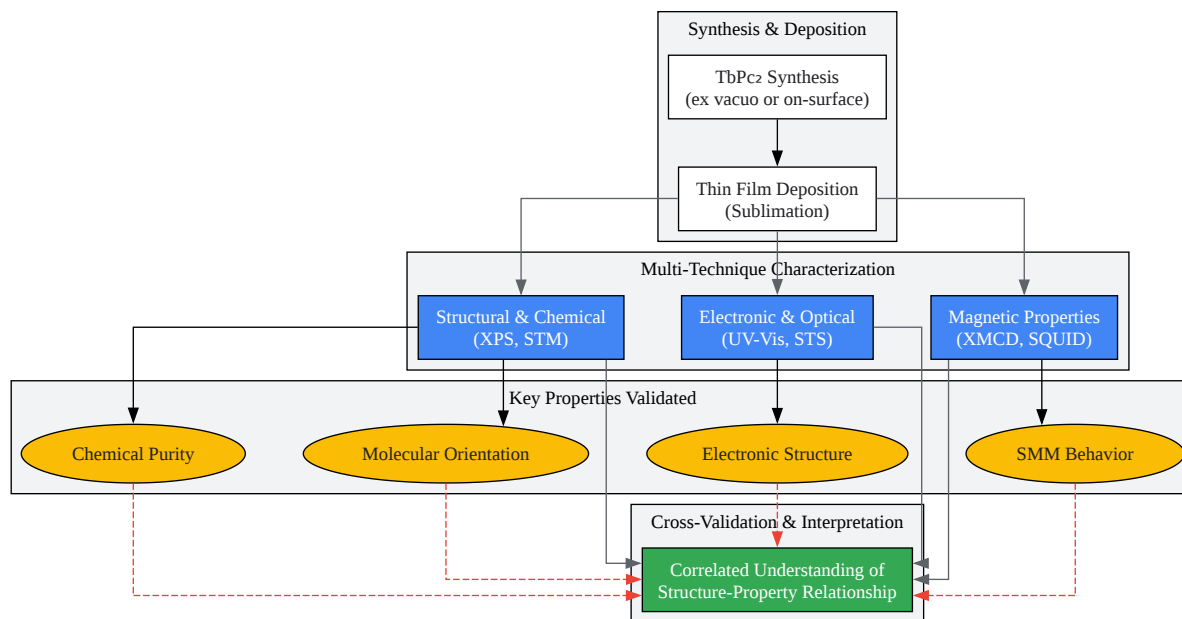 Synthesis & Deposition
TbPc₂ Synthesis
(ex vacuo or on-surface)
Thin Film Deposition
(Sublimation)
Multi-Technique Characterization
Structural & Chemical
(XPS, STM)
Electronic & Optical
(UV-Vis, STS)
Magnetic Properties
(XMCD, SQUID)
Key Properties Validated
Chemical Purity
Molecular Orientation
Electronic Structure
SMM Behavior
Cross-Validation & Interpretation
Correlated Understanding of
Structure-Property Relationship